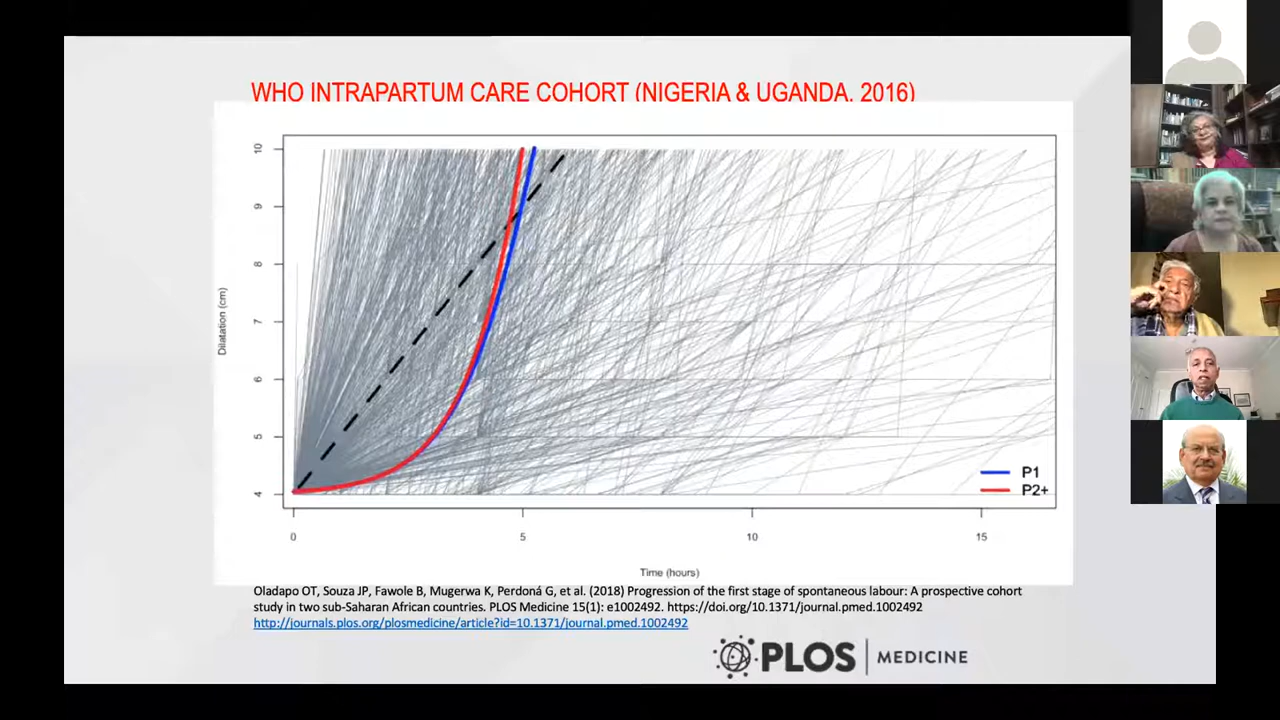 WHO INTRAPARTUM CARE COHORT (NIGERIA & UGANDA. 2016)
10
9
8
7
6
5
4
Dilatation (cm)
P1
P2+
0 5 10 15
Time (hours)
Oladapo OT, Souza JP, Fawole B, Mugerwa K, Perdoná G, et al. (2018) Progression of the first stage of spontaneous labour: A prospective cohort
study in two sub-Saharan African countries. PLOS Medicine 15(1): e1002492. https://doi.org/10.1371/journal.pmed.1002492
http://journals.plos.org/plosmedicine/article?id=10.1371/journal.pmed.1002492
PLOS MEDICINE